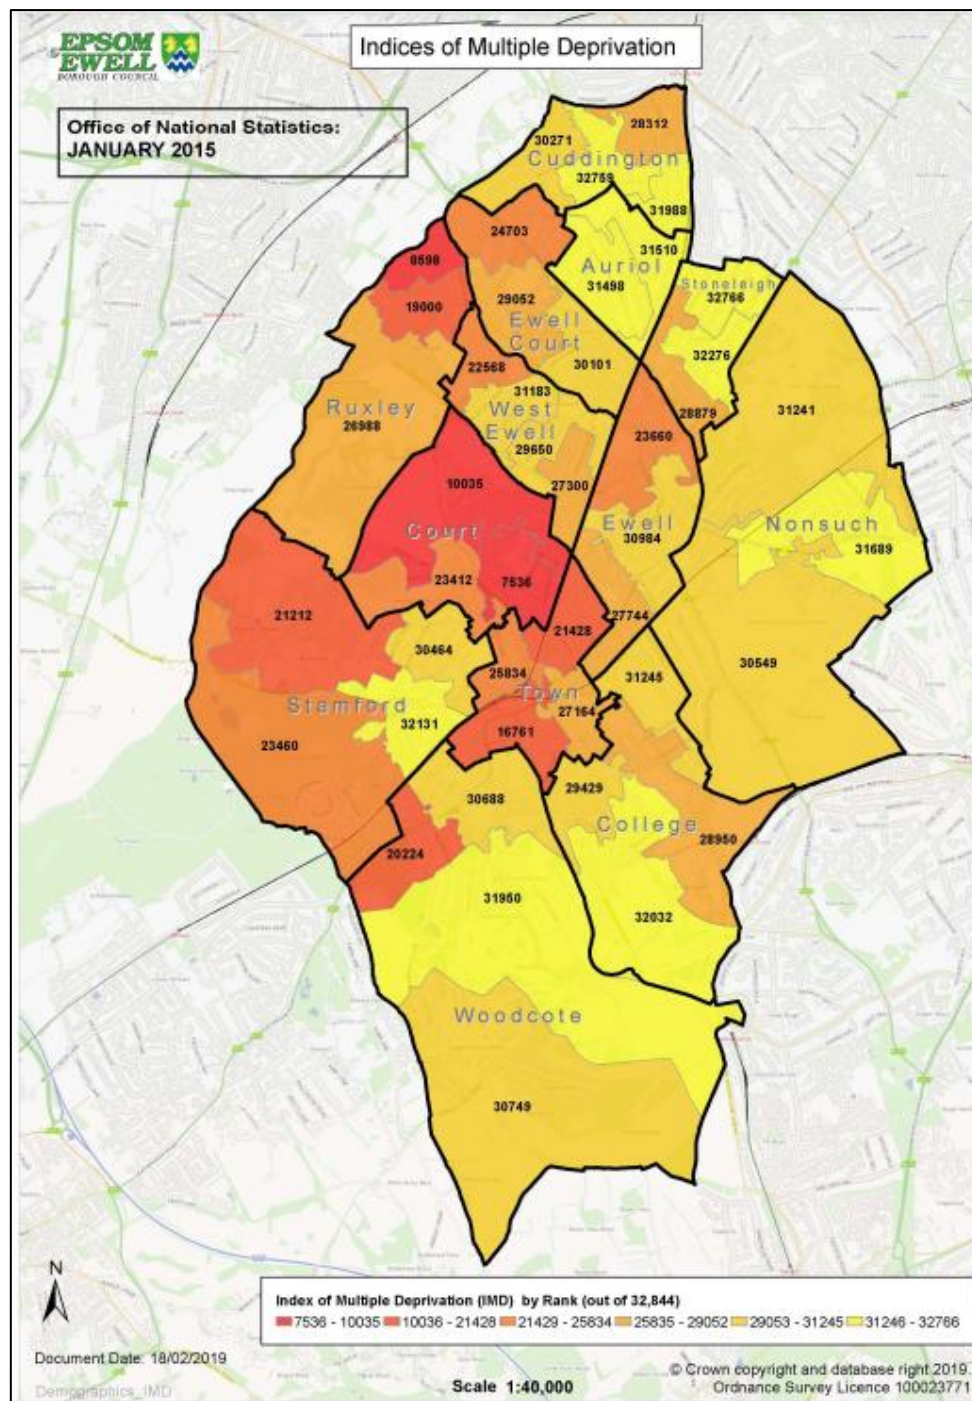 EPSOM
& EWELL
BOROUGH COUNCIL
Indices of Multiple Deprivation
Office of National Statistics:
JANUARY 2015
28312
30271
Cuddington
32759
31988
24703
31510
Auriol
31498
8598
Stoneleigh
32766
19000
29052
Ewell
Court
32276
30101
22568
31183
Ruxley
26988
West
Ewell
28879
31241
23660
29650
10035
27300
Ewell
30984
Nonsuch
31689
Court
23412
7536
21212
27744
21428
30464
30549
25834
31245
Town
Stamford
27164
32131
16761
23460
30688
29429
College
28950
20224
31950
32032
Woodcote
30749
N
Index of Multiple Deprivation (IMD) by Rank (out of 32,844)
7536 - 10035 10036 - 21428 21429 - 25834 25835 - 29052 29053 - 31245 31246 - 32766
Document Date: 18/02/2019
© Crown copyright and database right 2019.
Scale 1:40,000
Ordnance Survey Licence 100023771
Demographics_IMD